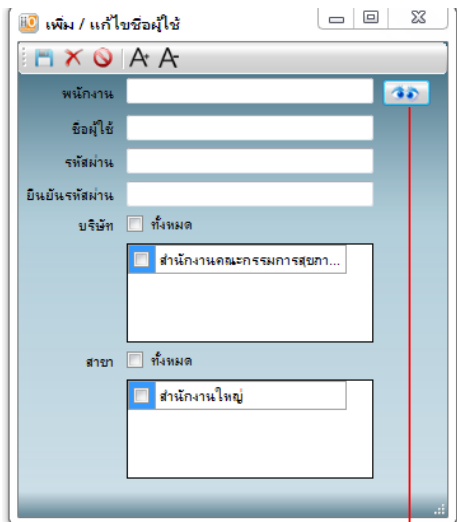 เพิ่ม / แก้ไขชื่อผู้ใช้
A+ A-
พนักงาน
ชื่อผู้ใช้
รหัสผ่าน
ยืนยันรหัสผ่าน
บริษัท ทั้งหมด
สำนักงานคณะกรรมการสุขภา...
สาขา ทั้งหมด
สำนักงานใหญ่